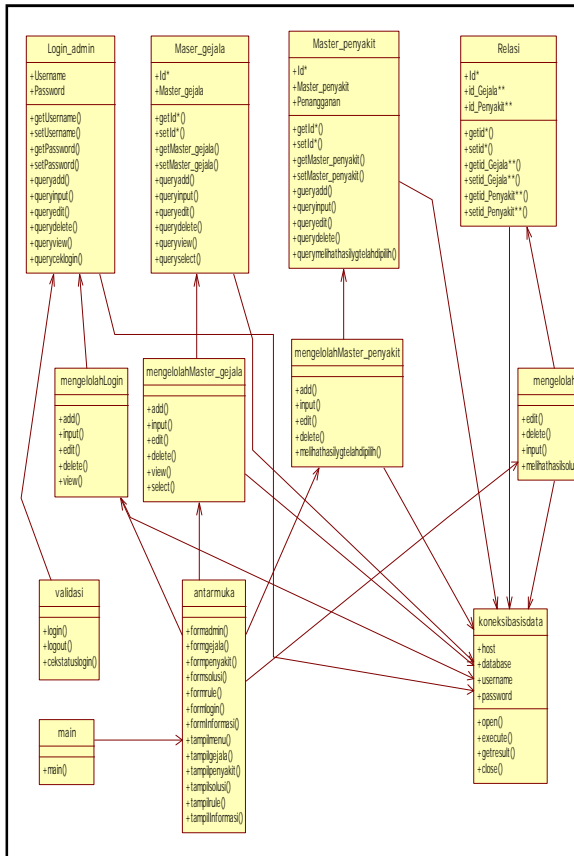 Login_admin
+Username
+Password
+getUsername()
+setUsername()
+getPassword()
+setPassword()
+queryadd()
+queryinput()
+queryedit()
+querydelete()
+queryview()
+queryceklogin()
Maser_gejala
+Id*
+Master_gejala
+getId*()
+setId*()
+getMaster_gejala()
+setMaster_gejala()
+queryadd()
+queryinput()
+queryedit()
+querydelete()
+queryview()
+queryselect()
Master_penyakit
+Id*
+Master_penyakit
+Penangganan
+getId*()
+setId*()
+getMaster_penyakit()
+setMaster_penyakit()
+queryadd()
+queryinput()
+queryedit()
+querydelete()
+querymelihathasilygtelahdipilih()
Relasi
+Id*
+id_Gejala**
+id_Penyakit**
+getid*()
+setid*()
+getid_Gejala**()
+setid_Gejala**()
+getid_Penyakit**()
+setid_Penyakit**()
mengelolahLogin
+add()
+input()
+edit()
+delete()
+view()
mengelolahMaster_gejala
+add()
+input()
+edit()
+delete()
+view()
+select()
mengelolahMaster_penyakit
+add()
+input()
+edit()
+delete()
+melihathasilygtelahdipilih()
mengelolah
+edit()
+delete()
+input()
+melihathasilsolu
validasi
+login()
+logout()
+cekstatuslogin()
antarmuka
+formadmin()
+formgejala()
+formpenyakit()
+formsolusi()
+formrule()
+formlogin()
+formInformasi()
+tampilmenu()
+tampilgejala()
+tampilpenyakit()
+tampilsolusi()
+tampilrule()
+tampilInformasi()
koneksibasisdata
+host
+database
+username
+password
+open()
+execute()
+getresult()
+close()
main
+main()